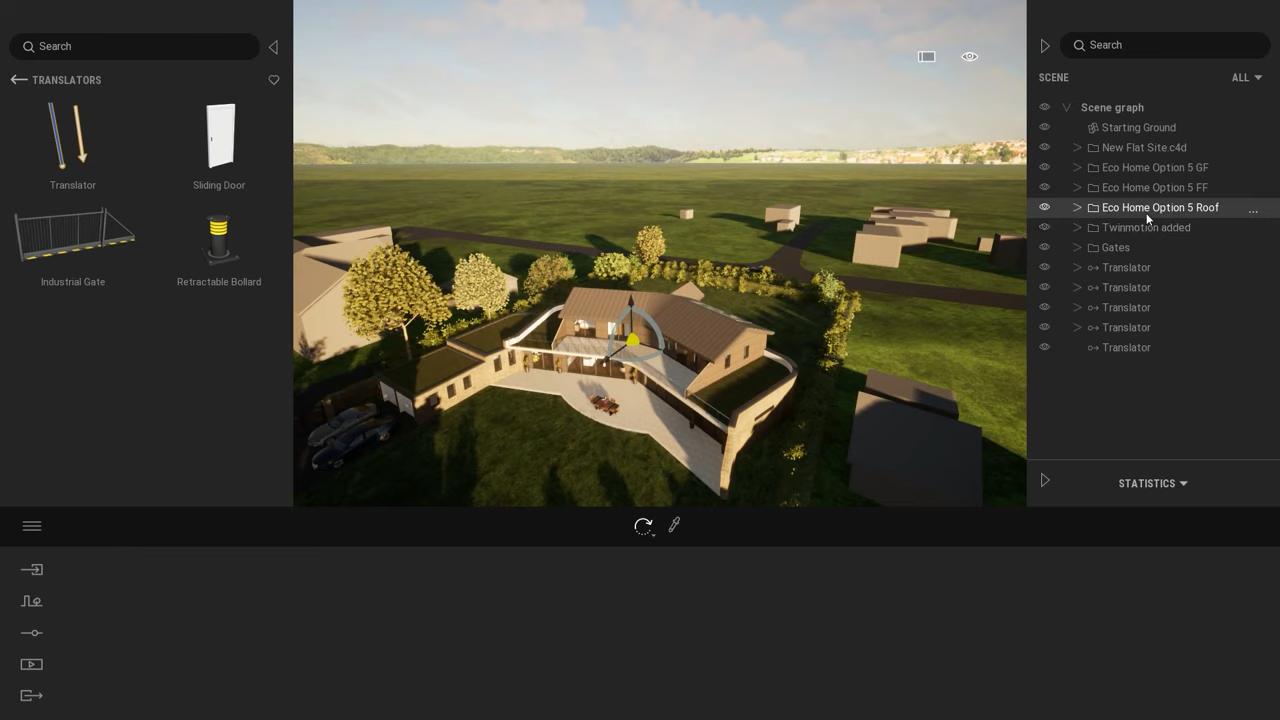 Search
TRANSLATORS
Translator
Sliding Door
Industrial Gate
Retractable Bollard
Search
SCENE
ALL
Scene graph
Starting Ground
New Flat Site.c4d
Eco Home Option 5 GF
Eco Home Option 5 FF
Eco Home Option 5 Roof
...
Twinmotion added
Gates
Translator
Translator
Translator
Translator
Translator
STATISTICS